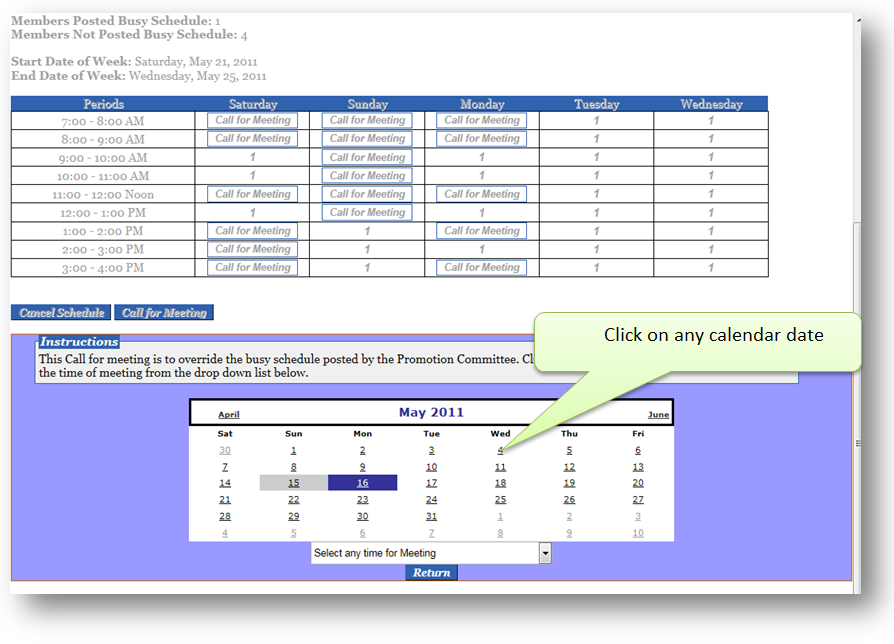 Members Posted Busy Schedule: 1
Members Not Posted Busy Schedule: 4
Start Date of Week: Saturday, May 21, 2011
End Date of Week: Wednesday, May 25, 2011
Periods Saturday Sunday Monday Tuesday Wednesday
7:00 - 8:00 AM Call for Meeting Call for Meeting Call for Meeting 1 1
8:00 - 9:00 AM Call for Meeting Call for Meeting Call for Meeting 1 1
9:00 - 10:00 AM 1 Call for Meeting 1 1 1
10:00 - 11:00 AM 1 Call for Meeting 1 1 1
11:00 - 12:00 Noon Call for Meeting Call for Meeting Call for Meeting 1 1
12:00 - 1:00 PM 1 Call for Meeting 1 1 1
1:00 - 2:00 PM Call for Meeting 1 Call for Meeting 1 1
2:00 - 3:00 PM Call for Meeting 1 1 1 1
3:00 - 4:00 PM Call for Meeting 1 Call for Meeting 1 1
Cancel Schedule Call for Meeting
Click on any calendar date
Instructions
This Call for meeting is to override the busy schedule posted by the Promotion Committee.
the time of meeting from the drop down list below.
April May 2011 June
Sat Sun Mon Tue Wed Thu Fri
30 1 2 3 4 5 6
7 8 9 10 11 12 13
14 15 16 17 18 19 20
21 22 23 24 25 26 27
28 29 30 31 1 2 3
4 5 6 7 8 9 10
Select any time for Meeting
Return